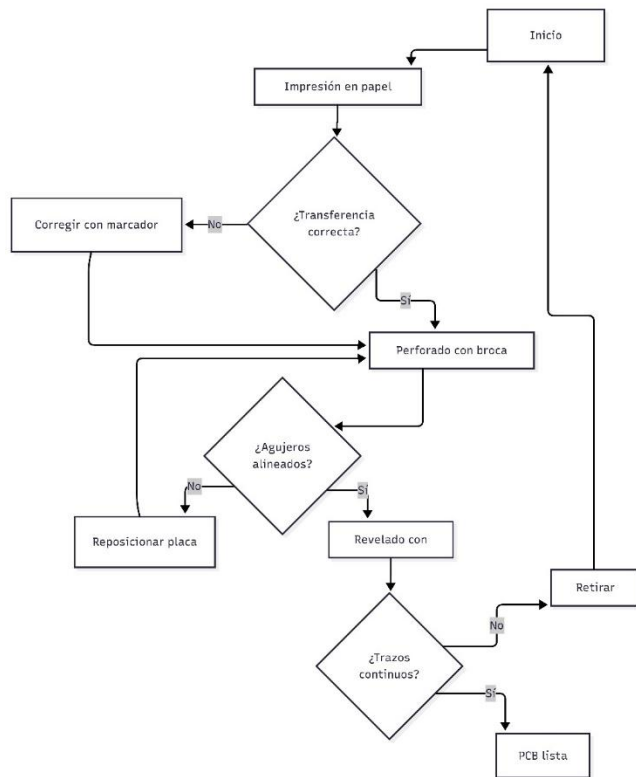 Inicio
Impresión en papel
¿Transferencia
correcta?
No
Corregir con marcador
Sí
Perforado con broca
¿Agujeros
alineados?
No
Sí
Reposicionar placa
Revelado con
Retirar
¿Trazos
continuos?
No
Sí
PCB lista